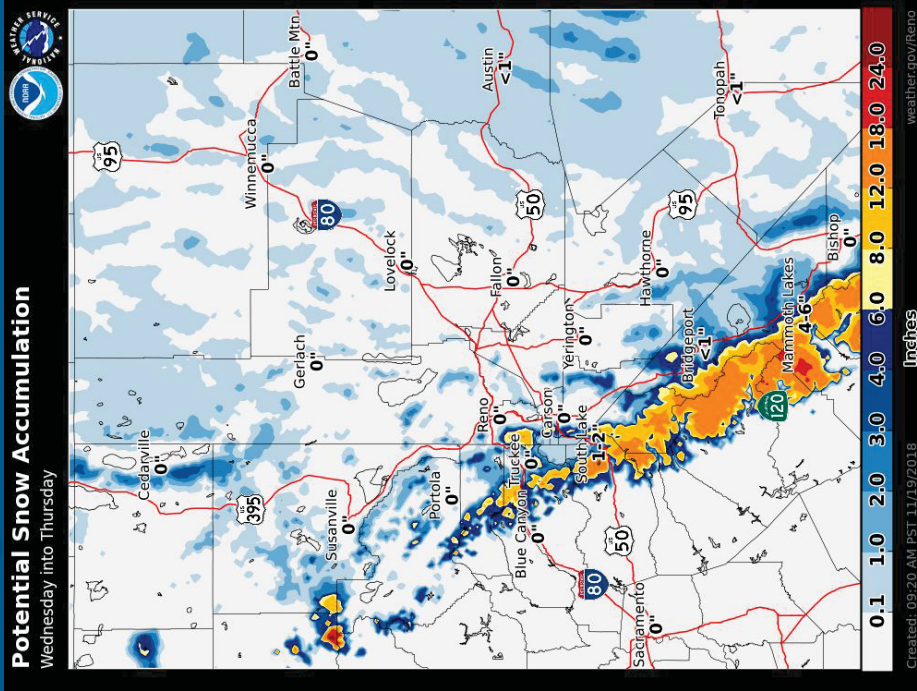 Potential Snow Accumulation
Wednesday into Thursday
NOAA
NATIONAL WEATHER SERVICE
US
95
Cedarville
0"
395
Winnemucca
0"
Battle Mtn
0"
Gerlach
0"
80
Susanville
0"
Lovelock
0"
Portola
0"
Reno
0"
Austin
<1"
Fallon
0"
Truckee
0"
Blue Canyon
0"
US
50
Carson
0"
Yerington
0"
South Lake
1-2"
80
US
50
Sacramento
0"
Hawthorne
0"
US
95
Bridgeport
<1"
Tonopah
<1"
120
Mammoth Lakes
4-6"
Bishop
0"
0.1 1.0 2.0 3.0 4.0 6.0 8.0 12.0 18.0 24.0
Created: 09:20 AM PST 11/19/2018 Inches weather.gov/Reno